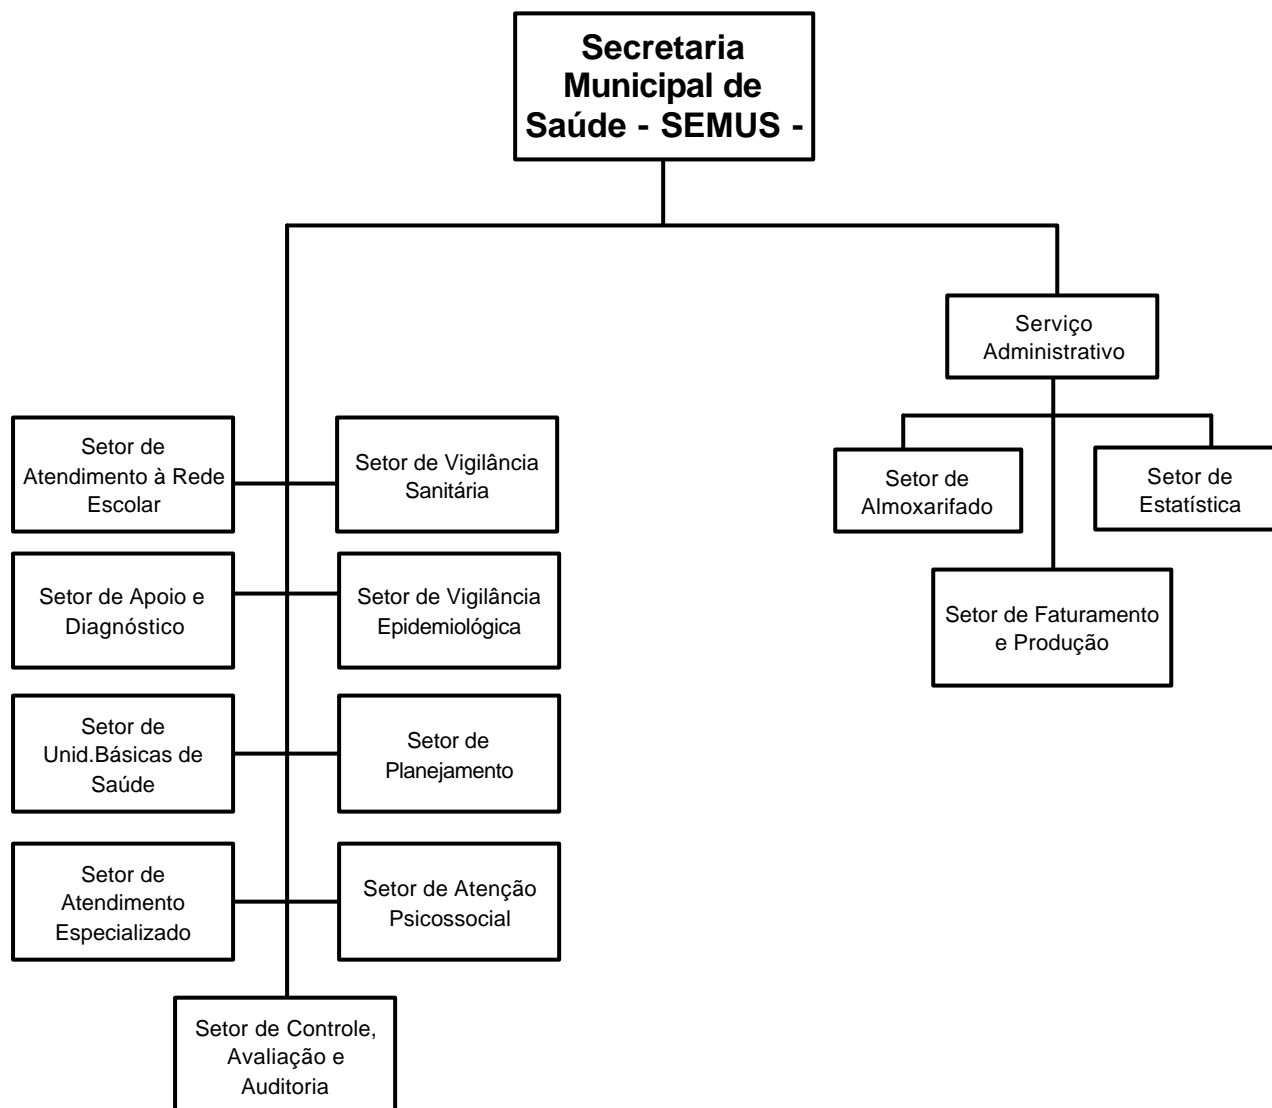 Secretaria
Municipal de
Saúde - SEMUS -
Serviço
Administrativo
Setor de
Atendimento à Rede
Escolar
Setor de Vigilância
Sanitária
Setor de
Almoxarifado
Setor de
Estatística
Setor de Apoio e
Diagnóstico
Setor de Vigilância
Epidemiológica
Setor de Faturamento
e Produção
Setor de
Unid.Básicas de
Saúde
Setor de
Planejamento
Setor de
Atendimento
Especializado
Setor de Atenção
Psicossocial
Setor de Controle,
Avaliação e
Auditoria